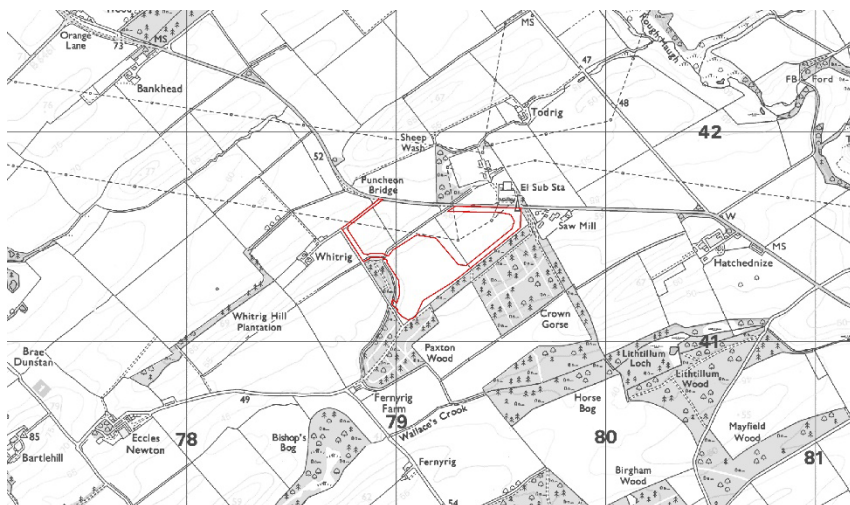 Wood
MS
Orange
Lane
73
MS
Bankhead
Rough Haugh
47
Todrig
FB
Ford
48
42
Sheep
Wash
52
Puncheon
Bridge
El Sub Sta
Saw Mill
W
MS
Whitrig
Hatchednize
Whitrig Hill
Plantation
Crown
Gorse
41
Brae
Dunstan
Paxton
Wood
Lithtillum
Loch
Lithtillum
Wood
49
Fernyrig
Farm
79
Wallace's Crook
Horse
Bog
80
Mayfield
Wood
Eccles
Newton
78
Bishop's
Bog
85
Bartlehill
Fernyrig
54
Birgham
Wood
81